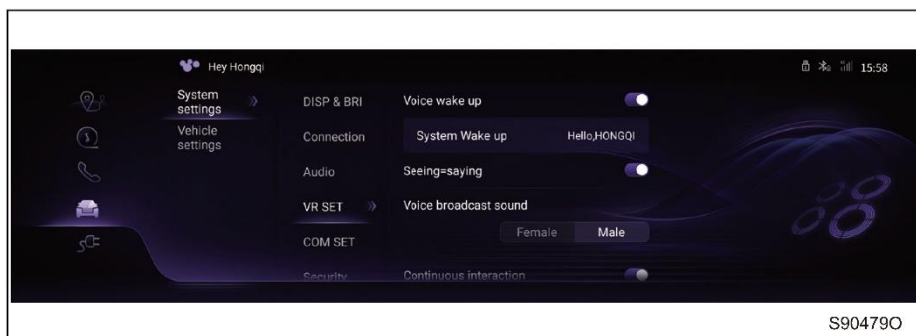 Hey Hongqi
15:58
System settings
Vehicle settings
DISP & BRI
Connection
Audio
VR SET
COM SET
Security
Voice wake up
System Wake up Hello,HONGQI
Seeing=saying
Voice broadcast sound
Female Male
Continuous interaction
S90479O